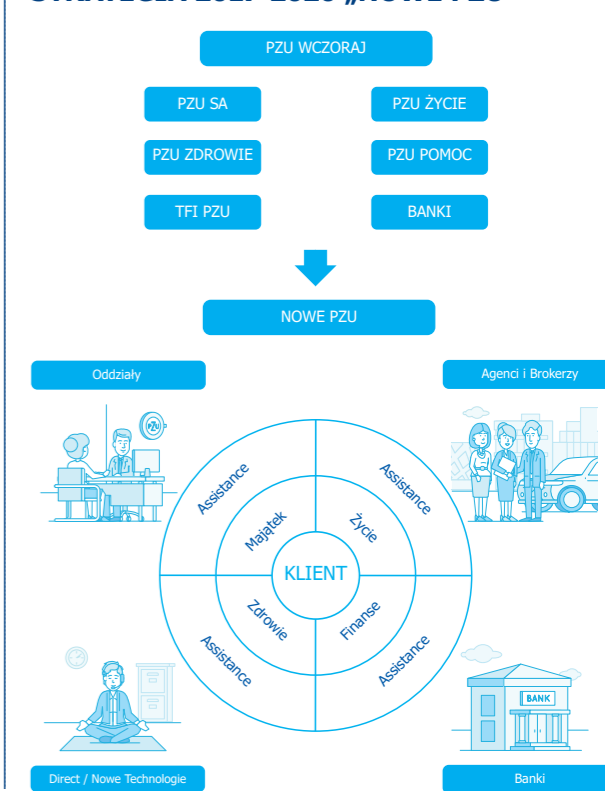 PZU WCZORAJ
PZU SA
PZU ŻYCIE
PZU ZDROWIE
PZU POMOC
TFI PZU
BANKI
NOWE PZU
Oddziały
Agenci i Brokerzy
PZU
Assistance
Assistance
Majątek
Życie
KLIENT
Zdrowie
Finanse
Assistance
Assistance
BANK
Direct / Nowe Technologie
Banki